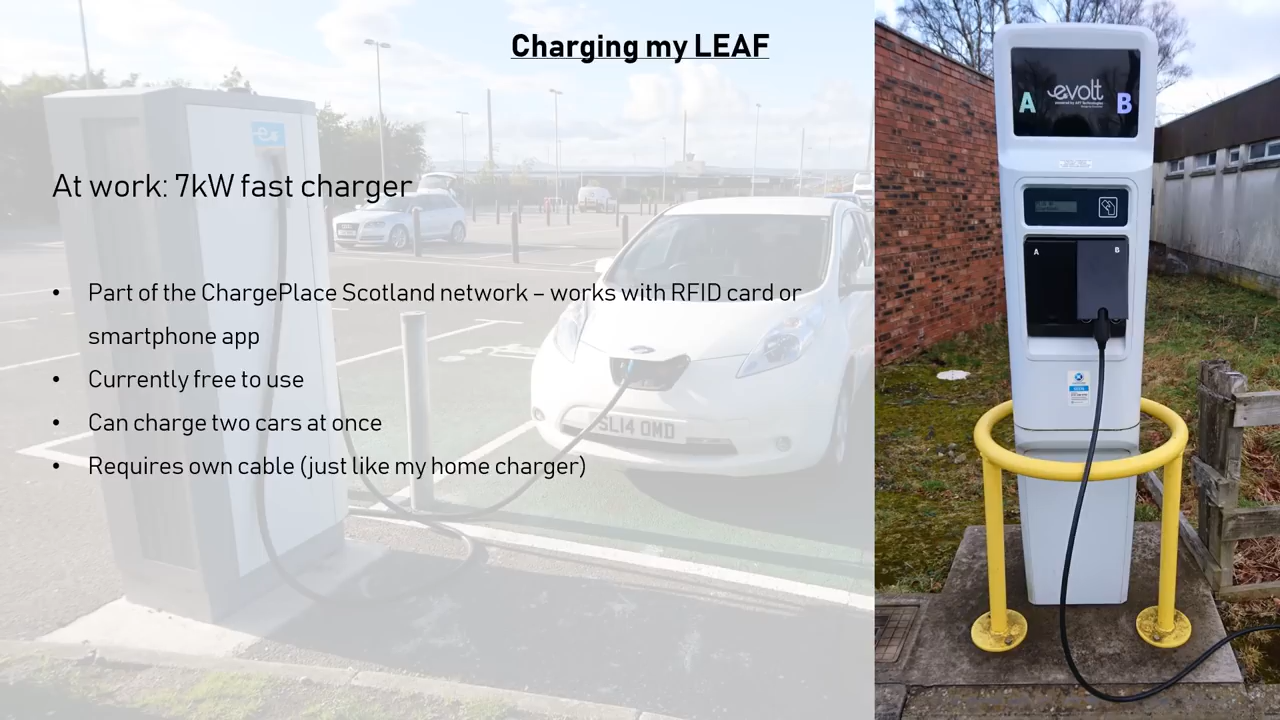 Charging my LEAF
At work: 7kW fast charger
• Part of the ChargePlace Scotland network – works with RFID card or
smartphone app
• Currently free to use
• Can charge two cars at once
• Requires own cable (just like my home charger)
SL14 OMD
evolt
A
B
A
B